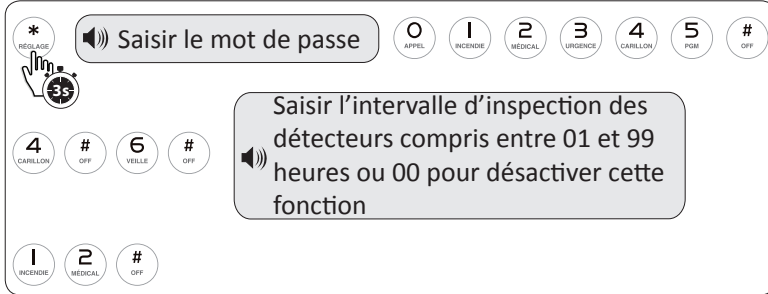 * RÉGLAGE Saisir le mot de passe 0 APPEL 1 INCENDIE 2 MÉDICAL 3 URGENCE 4 CARILLON 5 PGM # OFF
3s
Saisir l’intervalle d’inspection des
détecteurs compris entre 01 et 99
heures ou 00 pour désactiver cette
fonction
4 CARILLON # OFF 6 VEILLE # OFF
1 INCENDIE 2 MÉDICAL # OFF